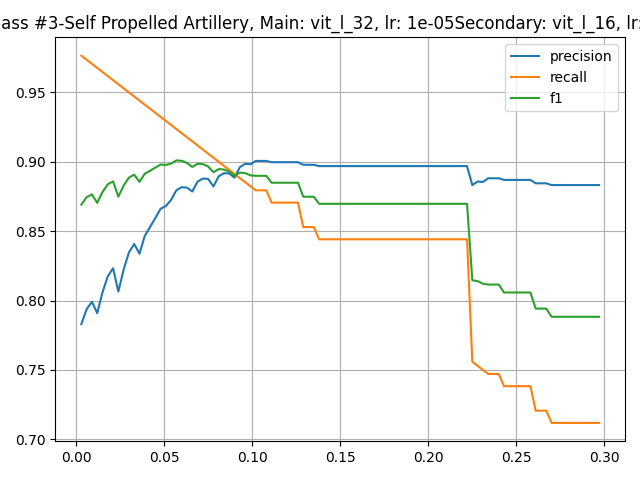 ass #3-Self Propelled Artillery, Main: vit_l_32, lr: 1e-05Secondary: vit_l_16, lr:
precision
recall
f1
0.95
0.90
0.85
0.80
0.75
0.70
0.00 0.05 0.10 0.15 0.20 0.25 0.30